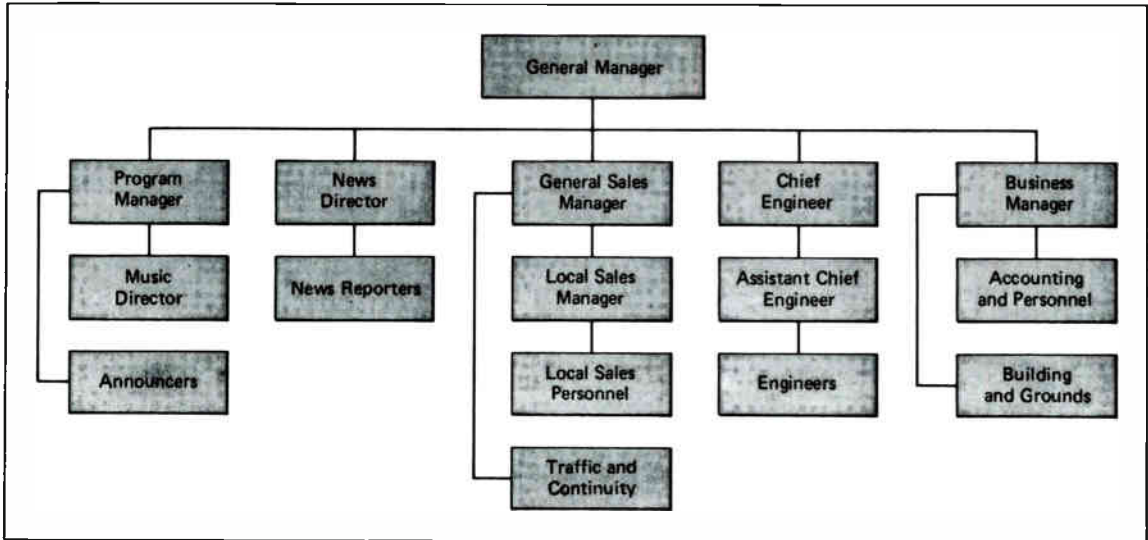 General Manager
Program
Manager
News
Director
General Sales
Manager
Chief
Engineer
Business
Manager
Music
Director
News Reporters
Local Sales
Manager
Assistant Chief
Engineer
Accounting
and Personnel
Announcers
Local Sales
Personnel
Engineers
Building
and Grounds
Traffic and
Continuity